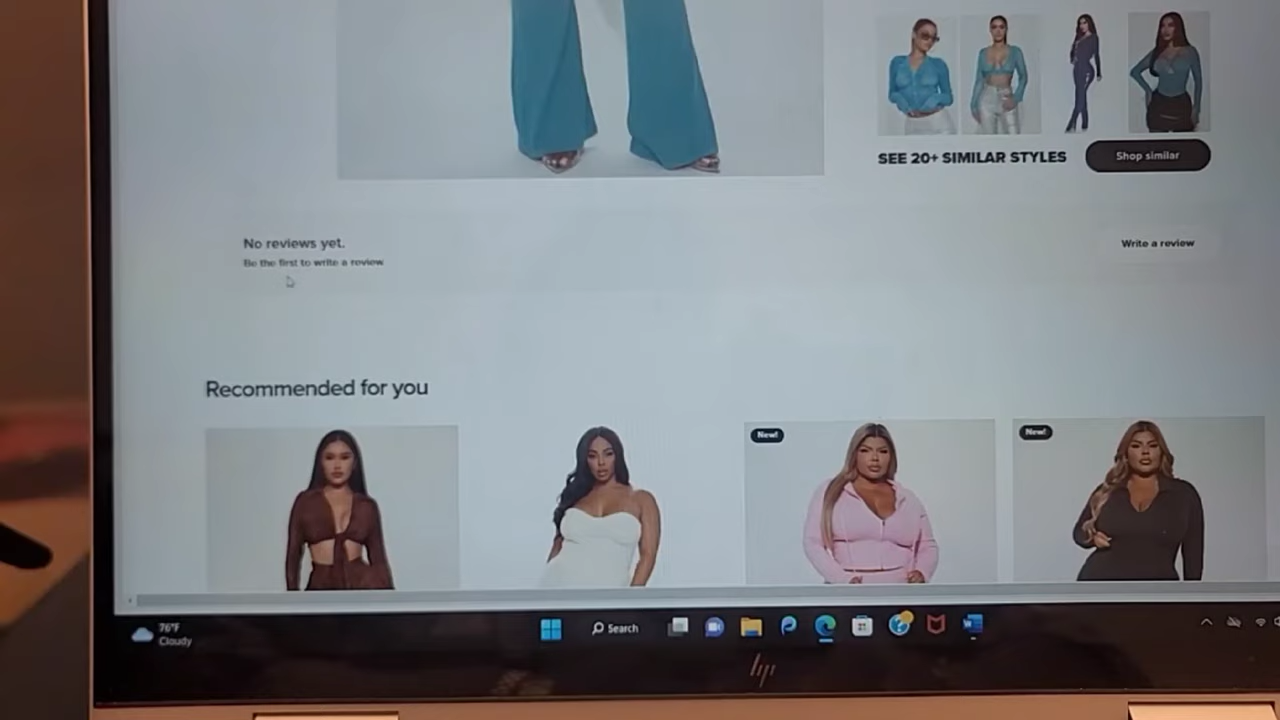 SEE 20+ SIMILAR STYLES
Shop similar
No reviews yet.
Be the first to write a review
Write a review
Recommended for you
New!
New!
76°F
Cloudy
Search
hp